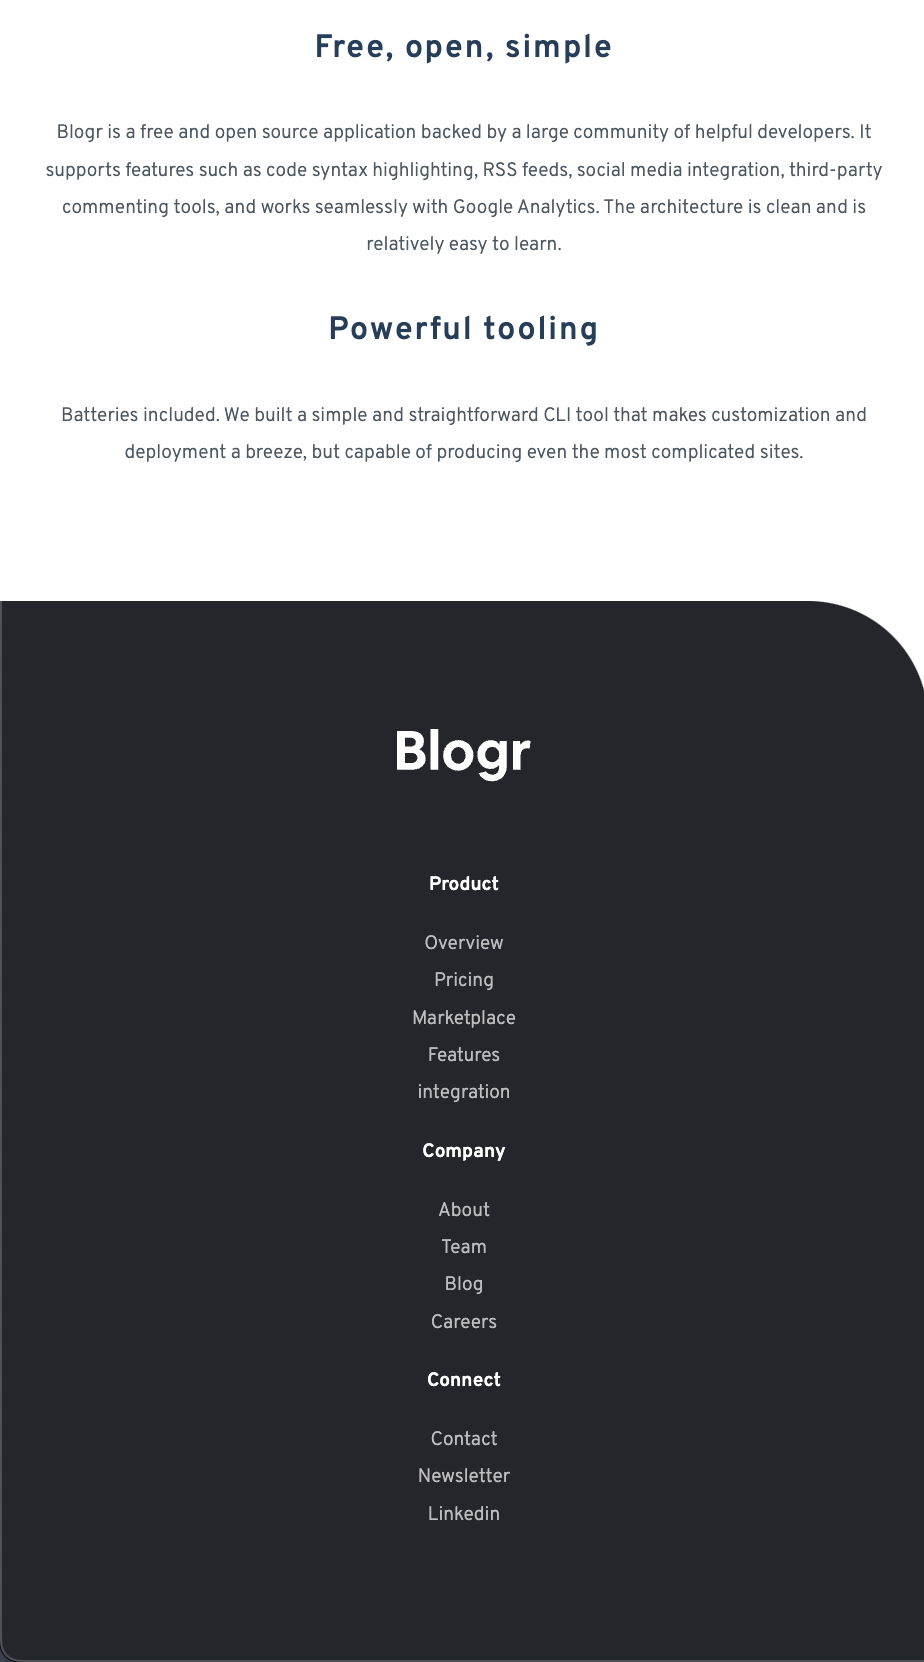 Free, open, simple
Blogr is a free and open source application backed by a large community of helpful developers. It
supports features such as code syntax highlighting, RSS feeds, social media integration, third-party
commenting tools, and works seamlessly with Google Analytics. The architecture is clean and is
relatively easy to learn.
Powerful tooling
Batteries included. We built a simple and straightforward CLI tool that makes customization and
deployment a breeze, but capable of producing even the most complicated sites.
Blogr
Product
Overview
Pricing
Marketplace
Features
integration
Company
About
Team
Blog
Careers
Connect
Contact
Newsletter
Linkedin